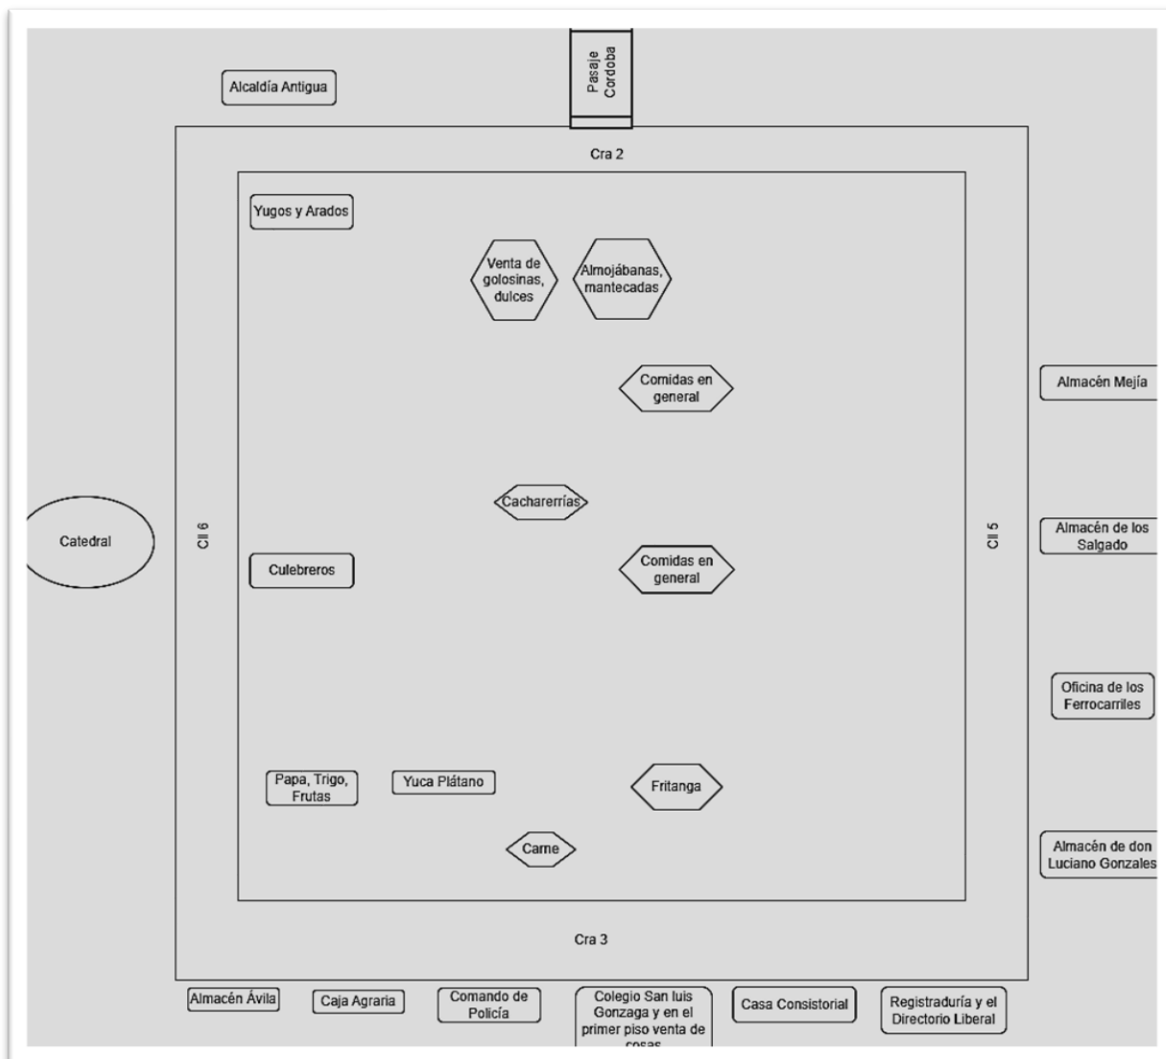 Pasaje
Cordoba
Alcaldía Antigua
Cra 2
Yugos y Arados
Venta de
golosinas,
dulces
Almojábanas,
mantecadas
Comidas en
general
Almacén Mejía
Cacharerrías
Catedral
Cll 6
Cll 5
Almacén de los
Salgado
Culebreros
Comidas en
general
Oficina de los
Ferrocarriles
Papa, Trigo,
Frutas
Yuca Plátano
Fritanga
Carne
Almacén de don
Luciano Gonzales
Cra 3
Almacén Ávila
Caja Agraria
Comando de
Policía
Colegio San luis
Gonzaga y en el
primer piso venta de
cosas
Casa Consistorial
Registraduría y el
Directorio Liberal